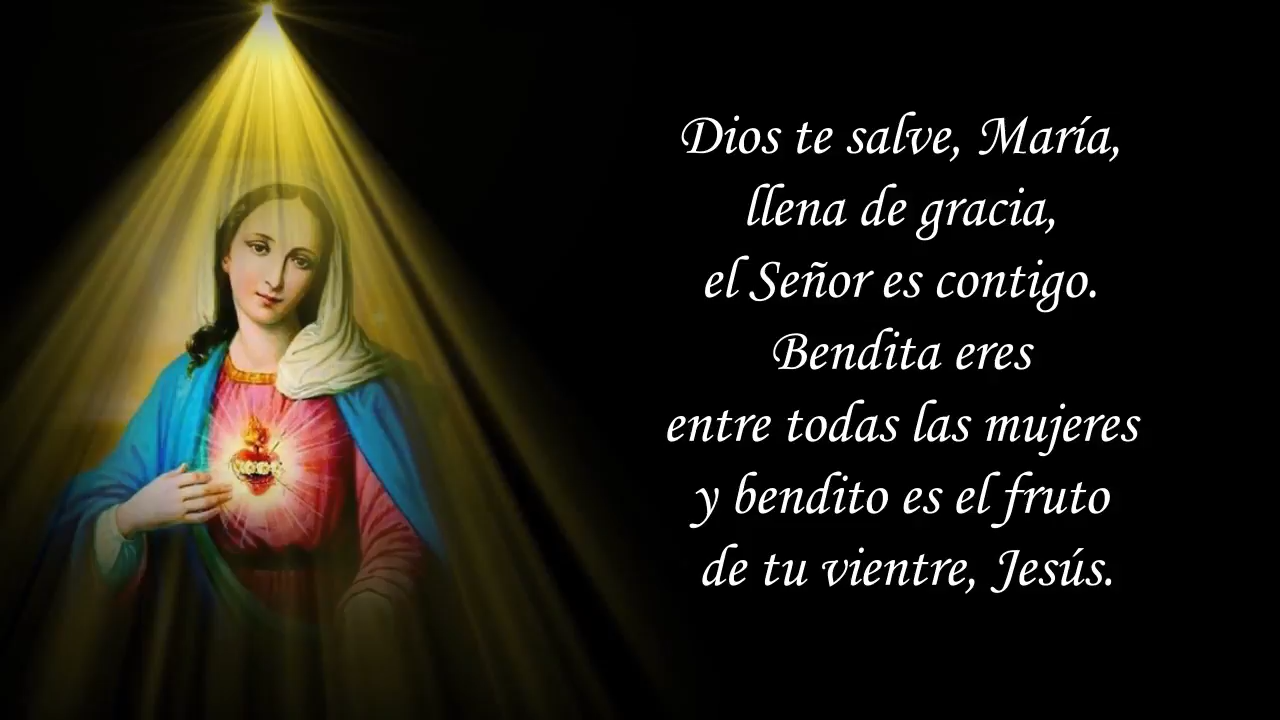 Dios te salve, María,
llena de gracia,
el Señor es contigo.
Bendita eres
entre todas las mujeres
y bendito es el fruto
de tu vientre, Jesús.